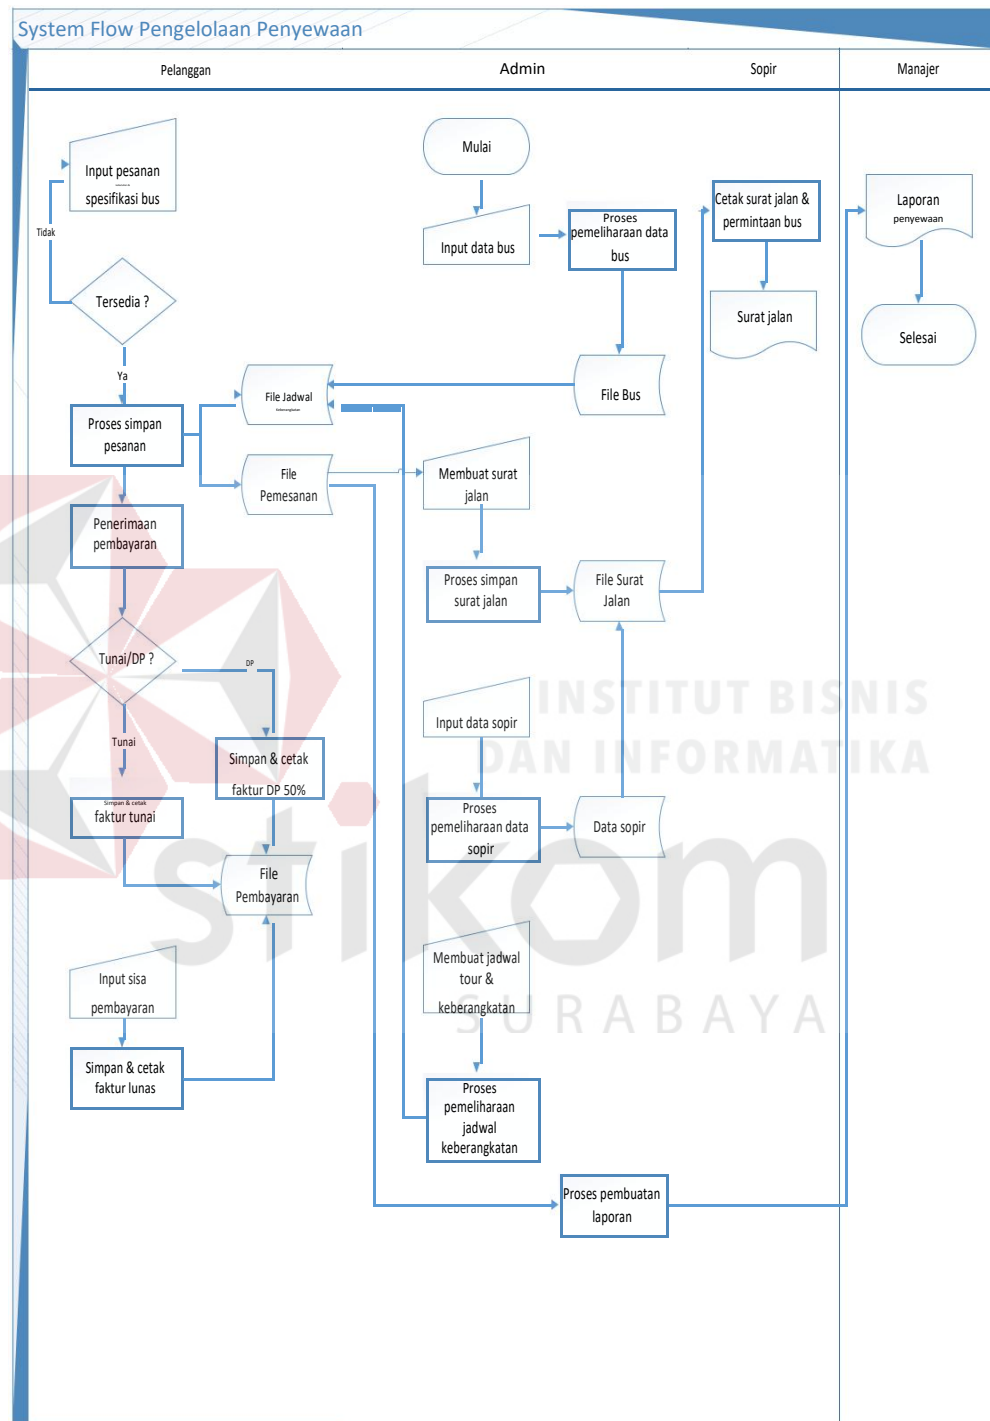 System Flow Pengelolaan Penyewaan
Pelanggan
Admin
Sopir
Manajer
Input pesanan
spesifikasi bus
Tidak
Tersedia ?
Ya
Proses simpan
pesanan
Penerimaan
pembayaran
Tunai/DP ?
DP
Tunai
Simpan & cetak
faktur tunai
Simpan & cetak
faktur DP 50%
File
Pembayaran
Input sisa
pembayaran
Simpan & cetak
faktur lunas
File Jadwal
Keberangkatan
File
Pemesanan
Mulai
Input data bus
Proses
pemeliharaan data
bus
File Bus
Membuat surat
jalan
Proses simpan
surat jalan
File Surat
Jalan
Input data sopir
Proses
pemeliharaan data
sopir
Data sopir
Membuat jadwal
tour &
keberangkatan
Proses
pemeliharaan
jadwal
keberangkatan
Proses pembuatan
laporan
Cetak surat jalan &
permintaan bus
Surat jalan
Laporan
penyewaan
Selesai
INSTITUT BISNIS
DAN INFORMATIKA
stikom
SURABAYA